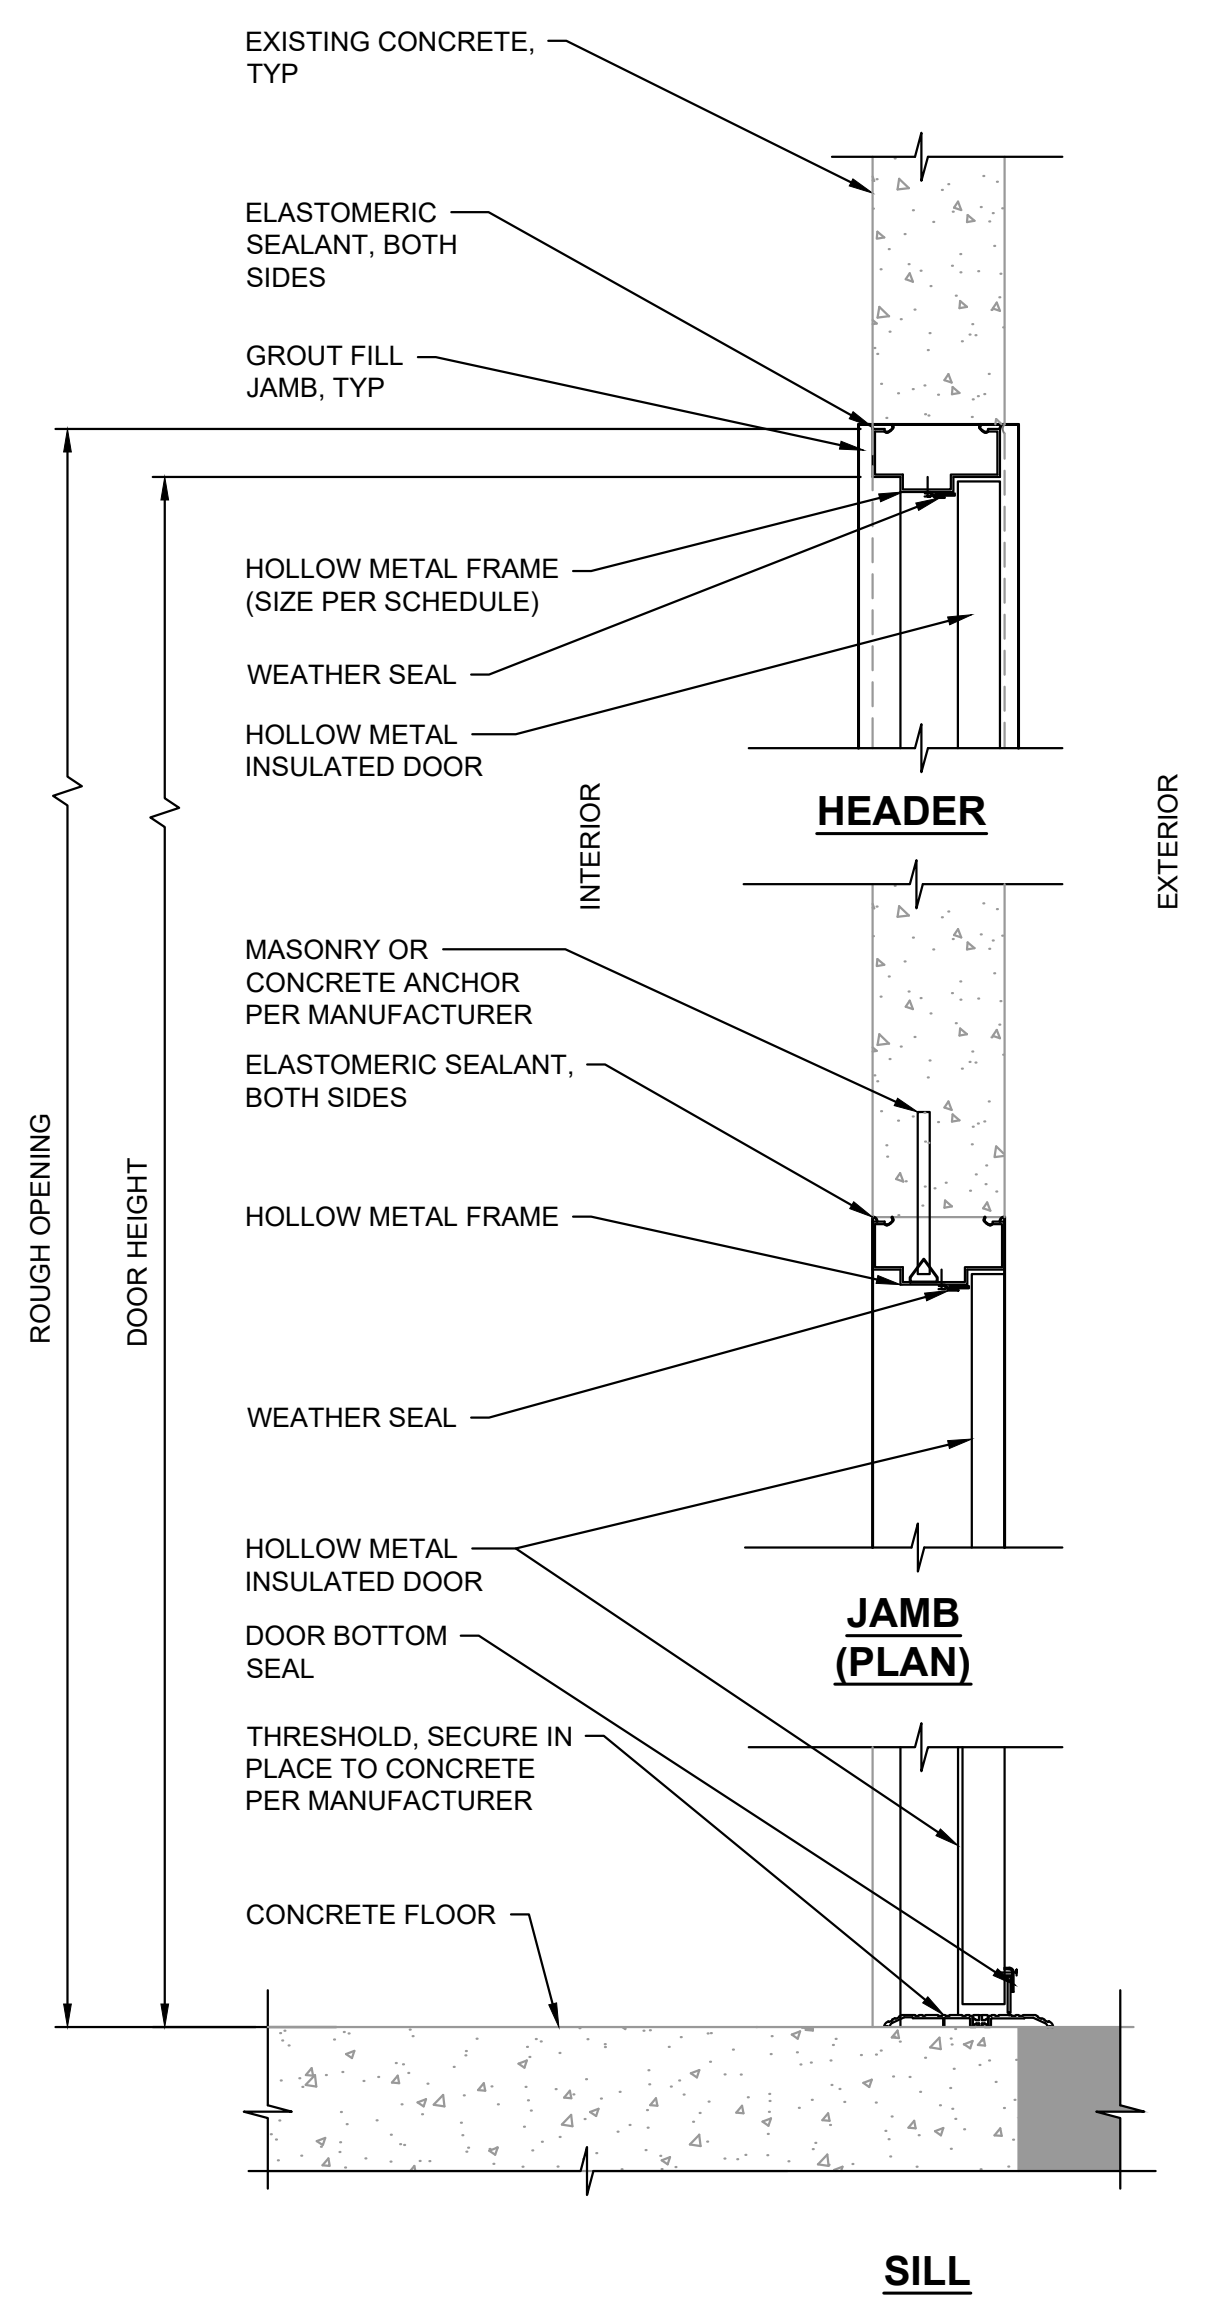 EXISTING CONCRETE,
TYP
ELASTOMERIC
SEALANT, BOTH
SIDES
GROUT FILL
JAMB, TYP
HOLLOW METAL FRAME
(SIZE PER SCHEDULE)
WEATHER SEAL
HOLLOW METAL
INSULATED DOOR
INTERIOR
HEADER
EXTERIOR
MASONRY OR
CONCRETE ANCHOR
PER MANUFACTURER
ELASTOMERIC SEALANT,
BOTH SIDES
ROUGH OPENING
DOOR HEIGHT
HOLLOW METAL FRAME
WEATHER SEAL
HOLLOW METAL
INSULATED DOOR
JAMB
(PLAN)
DOOR BOTTOM
SEAL
THRESHOLD, SECURE IN
PLACE TO CONCRETE
PER MANUFACTURER
CONCRETE FLOOR
SILL